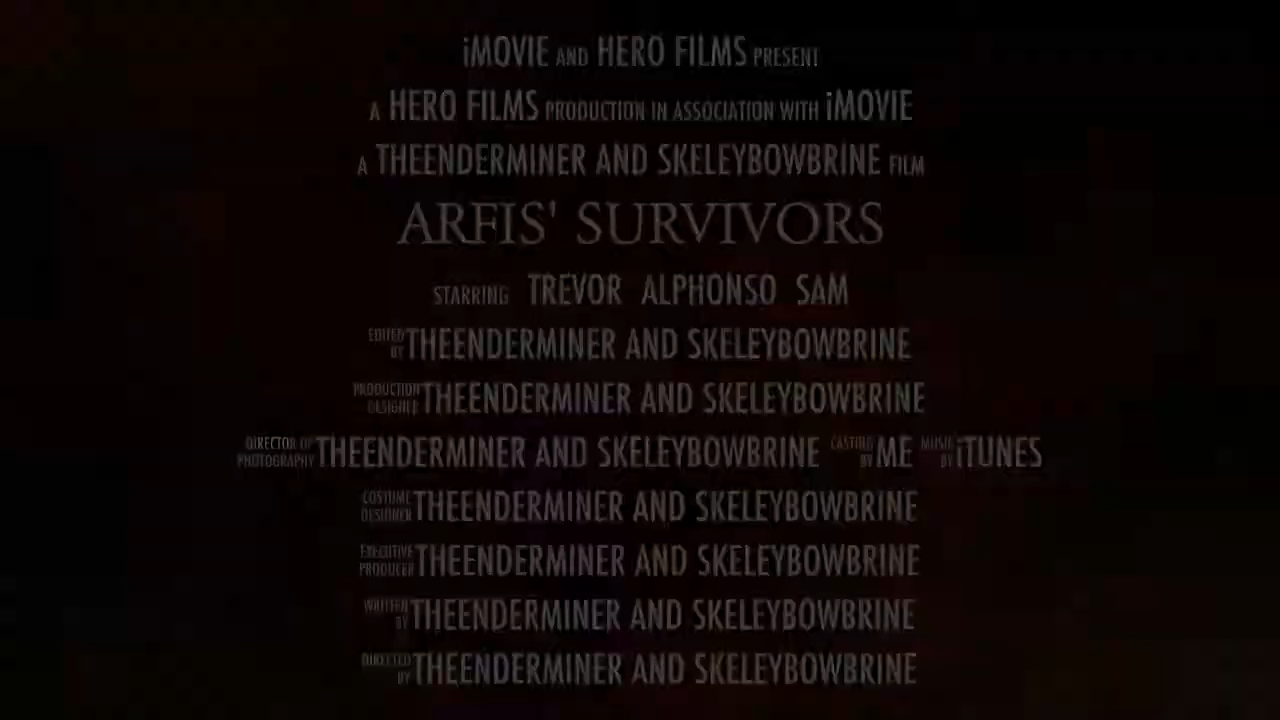 iMOVIE AND HERO FILMS PRESENT
A HERO FILMS PRODUCTION IN ASSOCIATION WITH iMOVIE
A THEENDERMINER AND SKELEYBOWBRINE FILM
ARFIS' SURVIVORS
STARRING TREVOR ALPHONSO SAM
EDITED BY THEENDERMINER AND SKELEYBOWBRINE
PRODUCTION DESIGNER THEENDERMINER AND SKELEYBOWBRINE
DIRECTOR OF PHOTOGRAPHY THEENDERMINER AND SKELEYBOWBRINE CASTING BY ME MUSIC BY iTUNES
COSTUME DESIGNER THEENDERMINER AND SKELEYBOWBRINE
EXECUTIVE PRODUCER THEENDERMINER AND SKELEYBOWBRINE
WRITTEN BY THEENDERMINER AND SKELEYBOWBRINE
DIRECTED BY THEENDERMINER AND SKELEYBOWBRINE